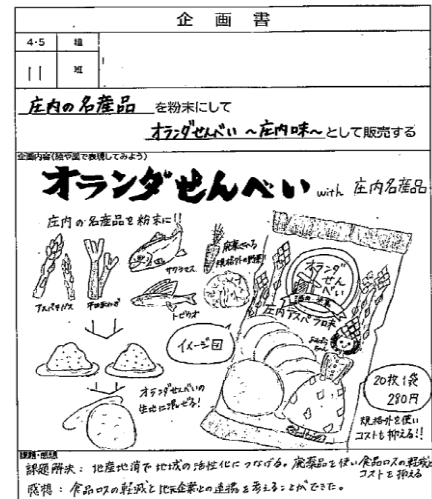 企画書
4・5 組
11 班
庄内の名産品 を粉末にして
オランダせんべい ～庄内味～ として販売する
企画内容(絵や図で表現してみよう)
オランダせんべい with 庄内名産品
庄内の名産品を粉末に!!
アスパラガス
平田赤ねぎ
サクラマス
トビウオ
廃棄される
規格外の野菜
オランダ
せん
べい
酒田 米菓
庄内アスパラ味
イメージ図
オランダせんべいの
生地に混ぜる!
20枚1袋
280円
規格外を使い
コストを抑える!!
課題・感想
課題解決: 地産地消で地域の活性化につなげる。廃棄品を使い食品ロスの軽減と
コストを抑える
感想: 食品ロスの軽減と地元企業との連携を考えることができた。